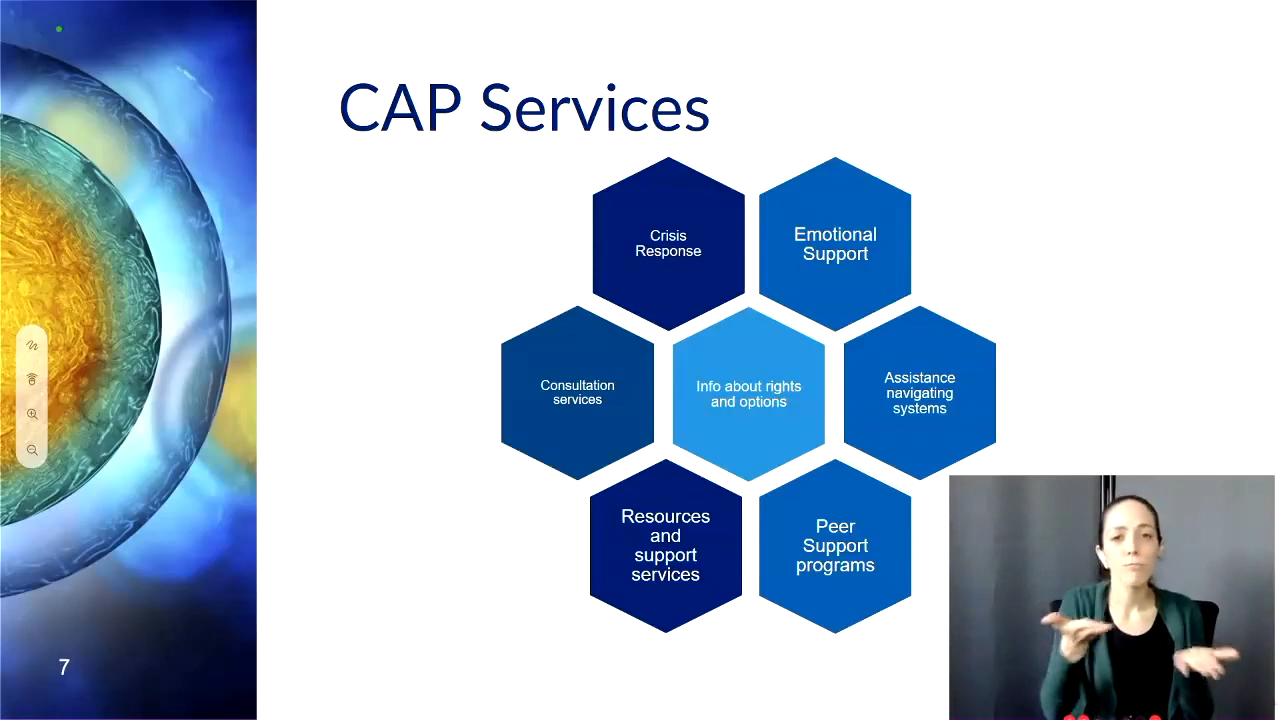 CAP Services
Crisis
Response
Emotional
Support
Consultation
services
Info about rights
and options
Assistance
navigating
systems
Resources
and
support
services
Peer
Support
programs
7